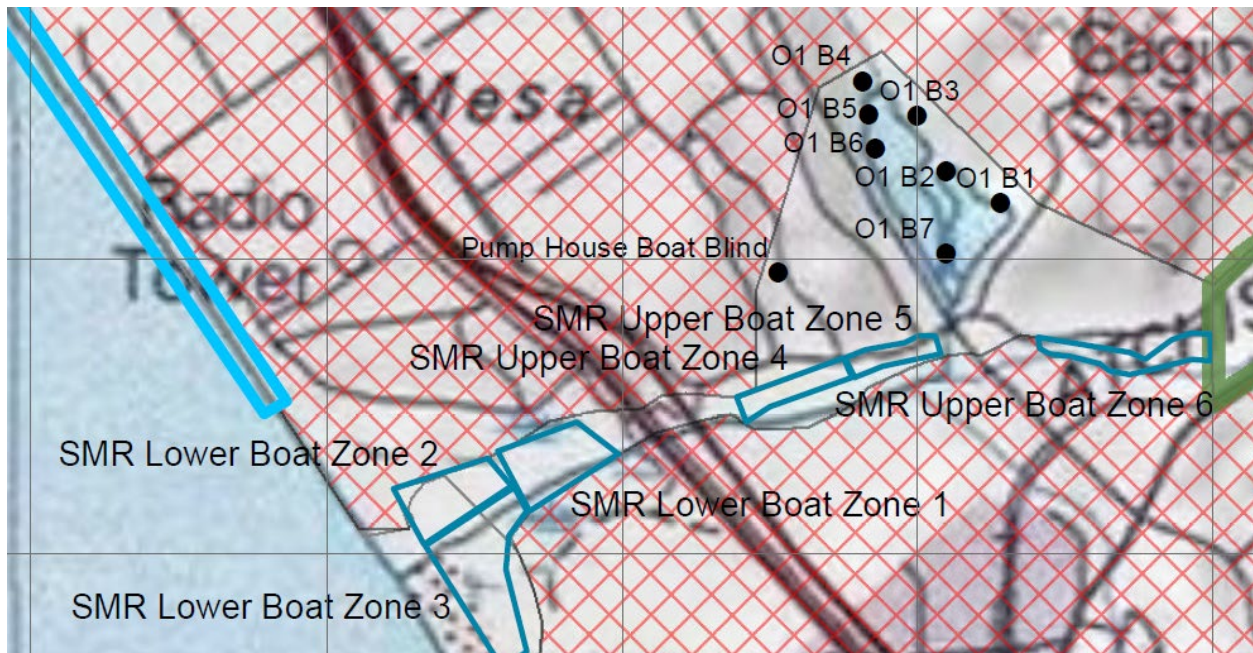 O1 B4
O1 B3
O1 B5
O1 B6
O1 B2
O1 B1
O1 B7
Mesa
Radio
Tower
Pump House Boat Blind
SMR Upper Boat Zone 5
SMR Upper Boat Zone 4
SMR Upper Boat Zone 6
SMR Lower Boat Zone 2
SMR Lower Boat Zone 1
SMR Lower Boat Zone 3